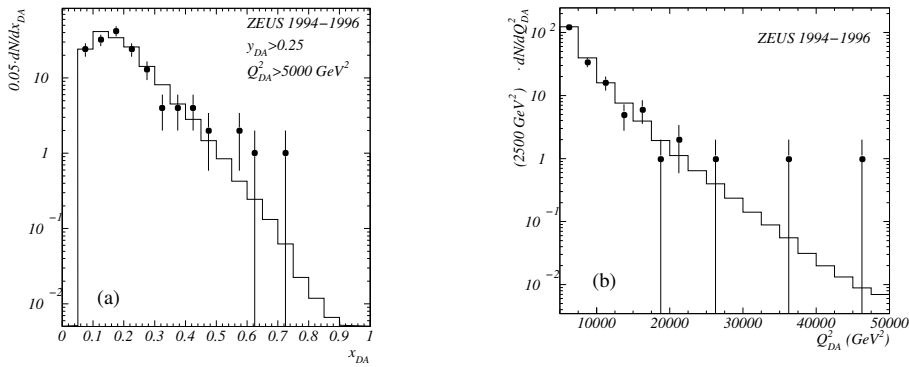 0.05·dN/dx_DA
ZEUS 1994−1996
y_DA>0.25
Q²_DA>5000 GeV²
10
1
10⁻¹
10⁻²
(a)
0 0.1 0.2 0.3 0.4 0.5 0.6 0.7 0.8 0.9 1
x_DA
(2500 GeV²) · dN/dQ²_DA
ZEUS 1994−1996
10²
10
1
10⁻¹
10⁻²
(b)
10000 20000 30000 40000 50000
Q²_DA (GeV²)